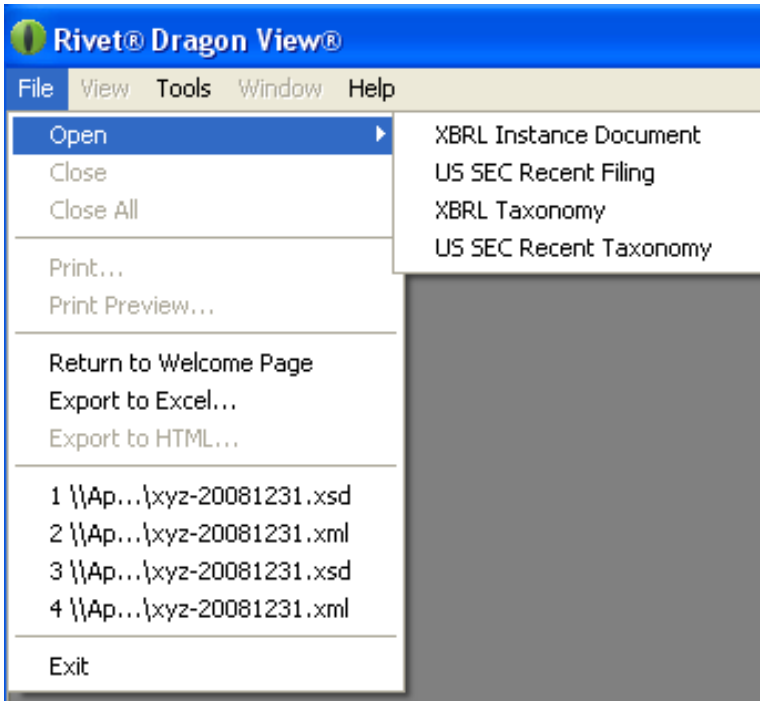 Rivet® Dragon View®
File View Tools Window Help
Open
Close
Close All
Print...
Print Preview...
Return to Welcome Page
Export to Excel...
Export to HTML...
1 \\Ap...\xyz-20081231.xsd
2 \\Ap...\xyz-20081231.xml
3 \\Ap...\xyz-20081231.xsd
4 \\Ap...\xyz-20081231.xml
Exit
XBRL Instance Document
US SEC Recent Filing
XBRL Taxonomy
US SEC Recent Taxonomy